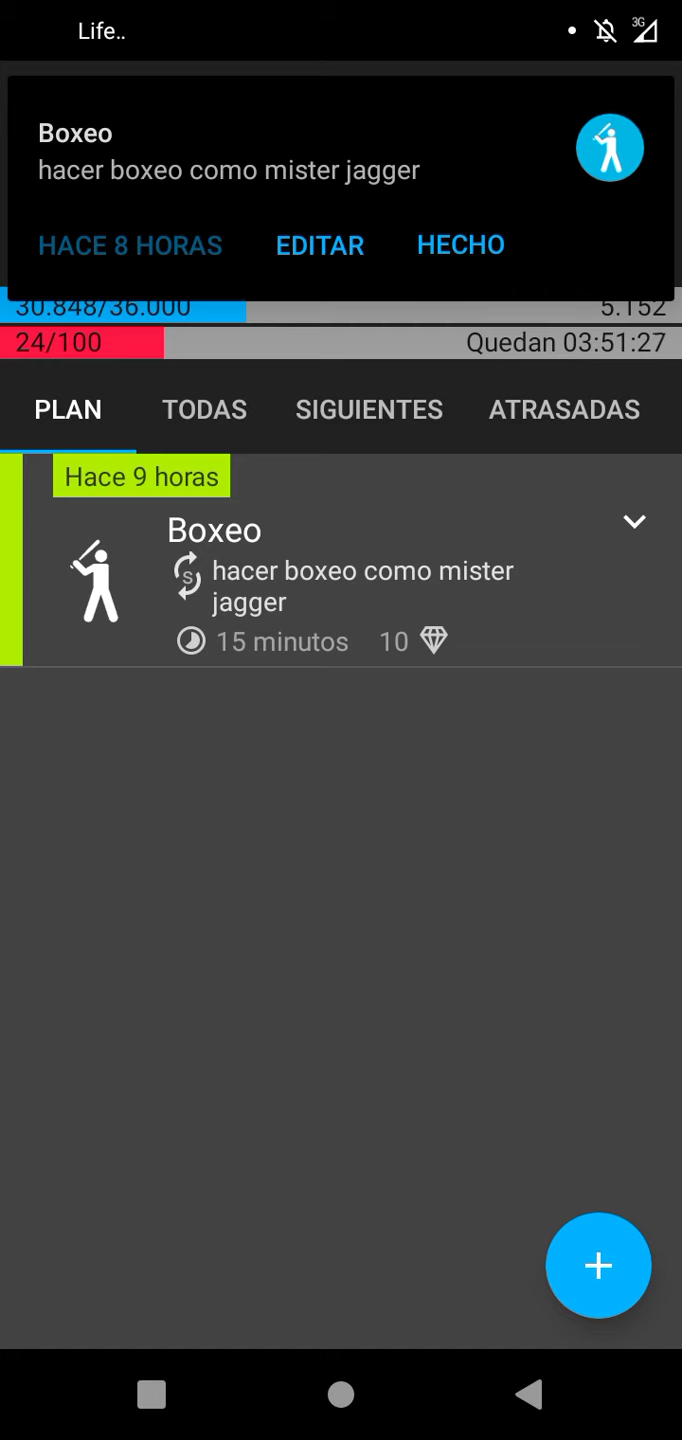 Life..
3G
Boxeo
hacer boxeo como mister jagger
HACE 8 HORAS EDITAR HECHO
30.848/36.000 5.152
24/100 Quedan 03:51:27
PLAN TODAS SIGUIENTES ATRASADAS
Hace 9 horas
Boxeo
S
hacer boxeo como mister
jagger
15 minutos 10